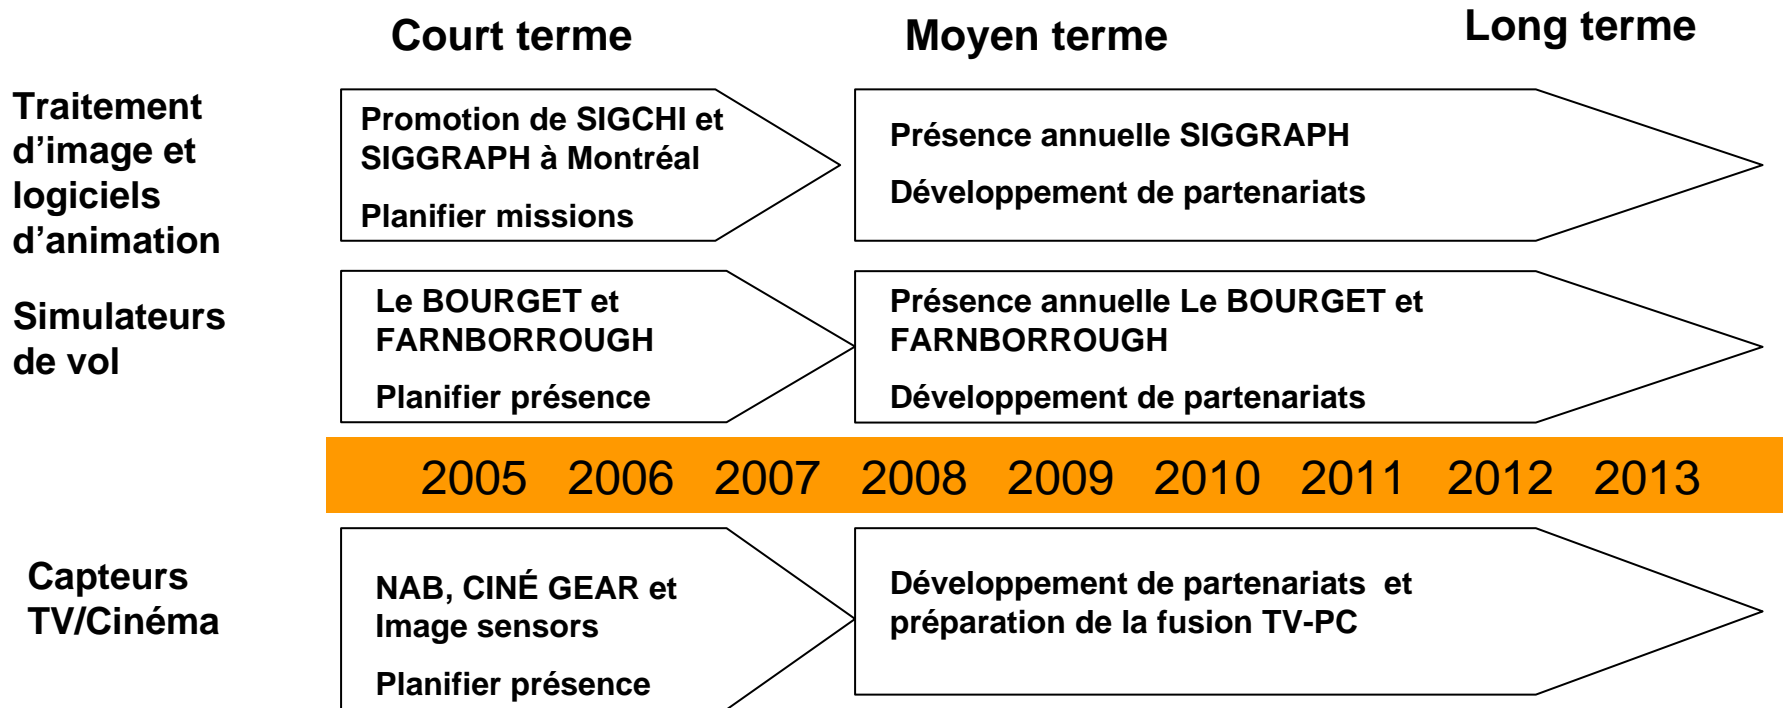 Court terme
Moyen terme
Long terme
Traitement
d’image et
logiciels
d’animation
Promotion de SIGCHI et
SIGGRAPH à Montréal
Planifier missions
Présence annuelle SIGGRAPH
Développement de partenariats
Simulateurs
de vol
Le BOURGET et
FARNBORROUGH
Planifier présence
Présence annuelle Le BOURGET et
FARNBORROUGH
Développement de partenariats
2005 2006 2007 2008 2009 2010 2011 2012 2013
Capteurs
TV/Cinéma
NAB, CINÉ GEAR et
Image sensors
Planifier présence
Développement de partenariats et
préparation de la fusion TV-PC